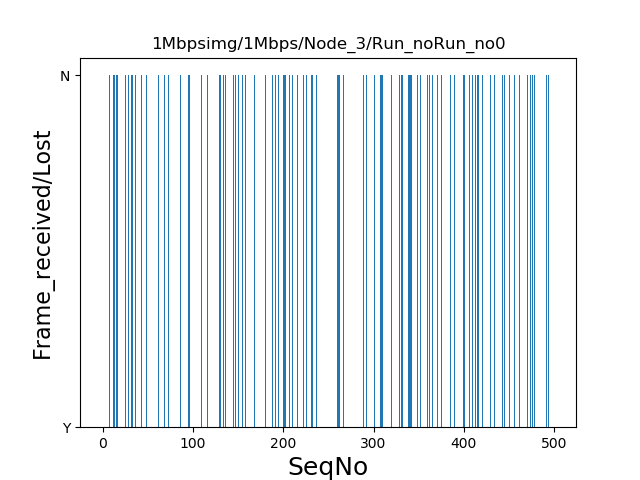 1Mbpsimg/1Mbps/Node_3/Run_noRun_no0
N
Frame_received/Lost
Y
0 100 200 300 400 500
SeqNo